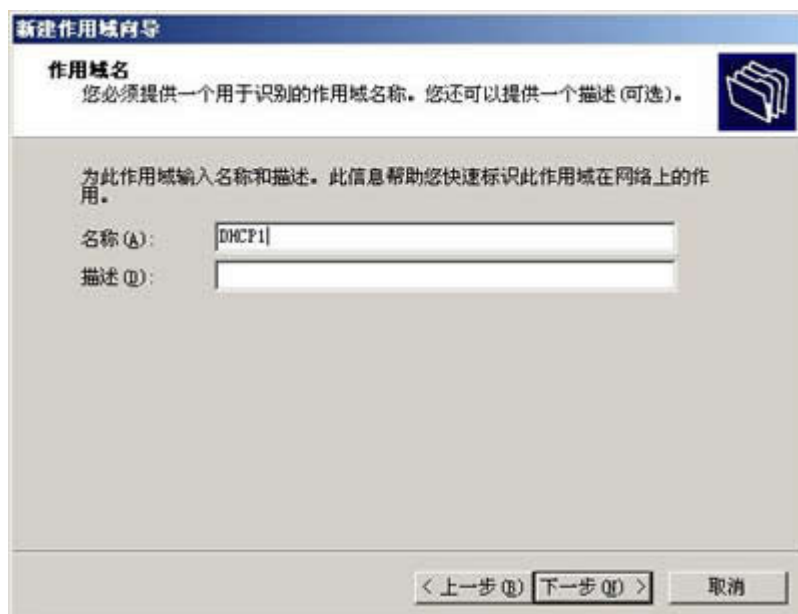 新建作用域向导
作用域名
您必须提供一个用于识别的作用域名称。您还可以提供一个描述(可选)。
为此作用域输入名称和描述。此信息帮助您快速标识此作用域在网络上的作
用。
名称(A):
DHCP1
描述(D):
< 上一步(B)
下一步(N) >
取消